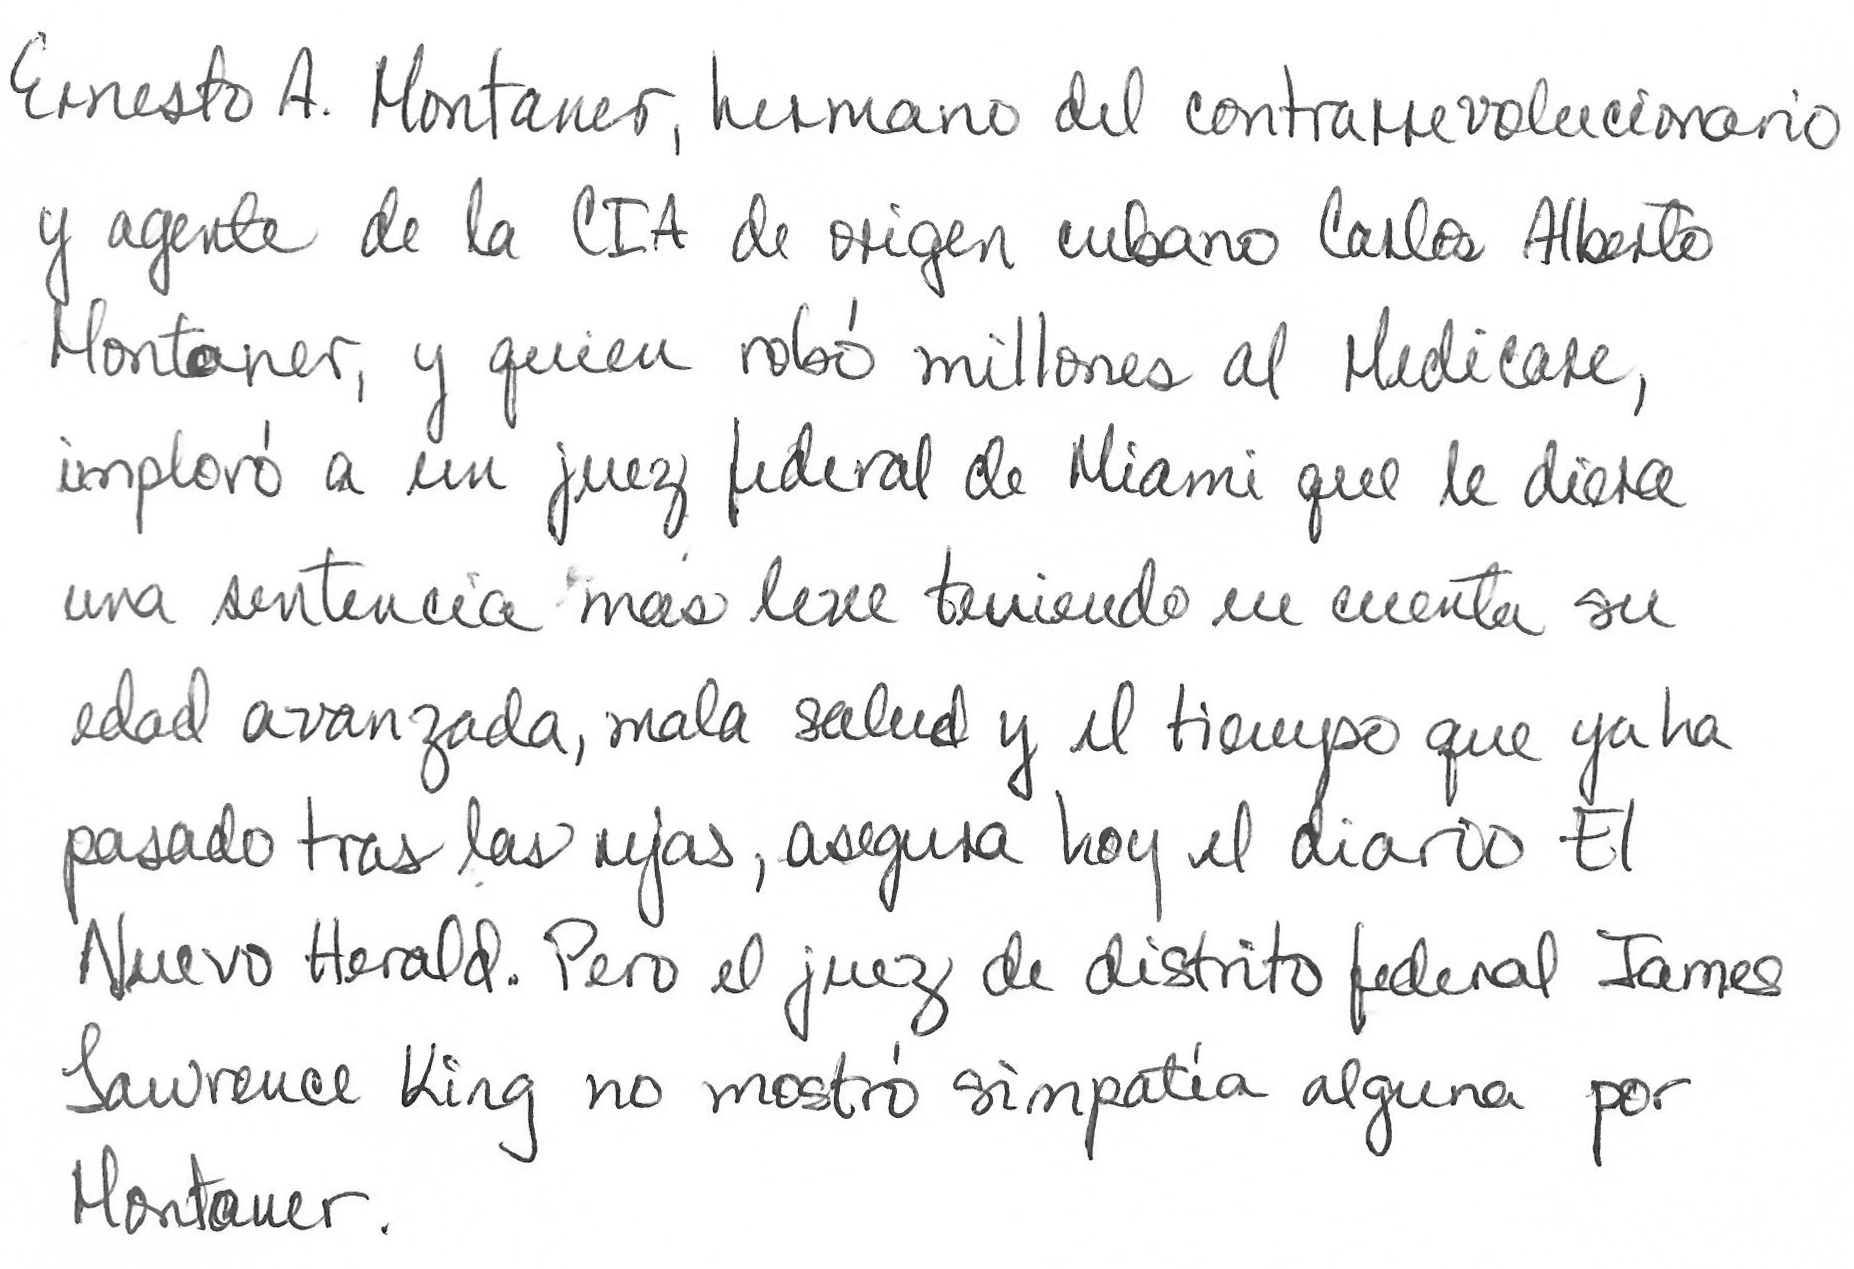 Ernesto A. Montaner, hermano del contrarrevolucionario
y agente de la CIA de origen cubano Carlos Alberto
Montaner, y quien robó millones al Medicare,
imploró a un juez federal de Miami que le diera
una sentencia más leve teniendo en cuenta su
edad avanzada, mala salud y el tiempo que ya ha
pasado tras las rejas, asegura hoy el diario El
Nuevo Herald. Pero el juez de distrito federal James
Lawrence King no mostró simpatía alguna por
Montaner.